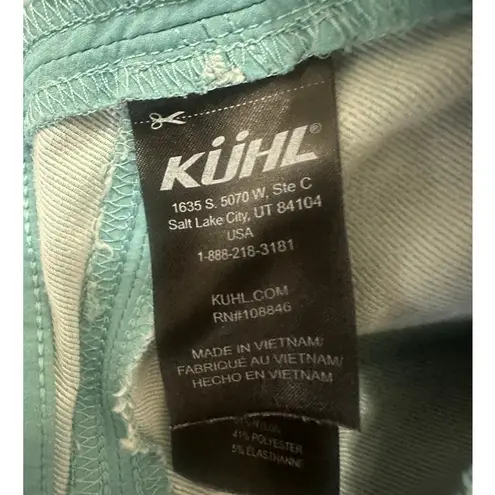 KÜHL®
1635 S. 5070 W, Ste C
Salt Lake City, UT 84104
USA
1-888-218-3181
KUHL.COM
RN#108846
MADE IN VIETNAM/
FABRIQUÉ AU VIETNAM/
HECHO EN VIETNAM
41% POLYESTER
5% ÉLASTHANNE